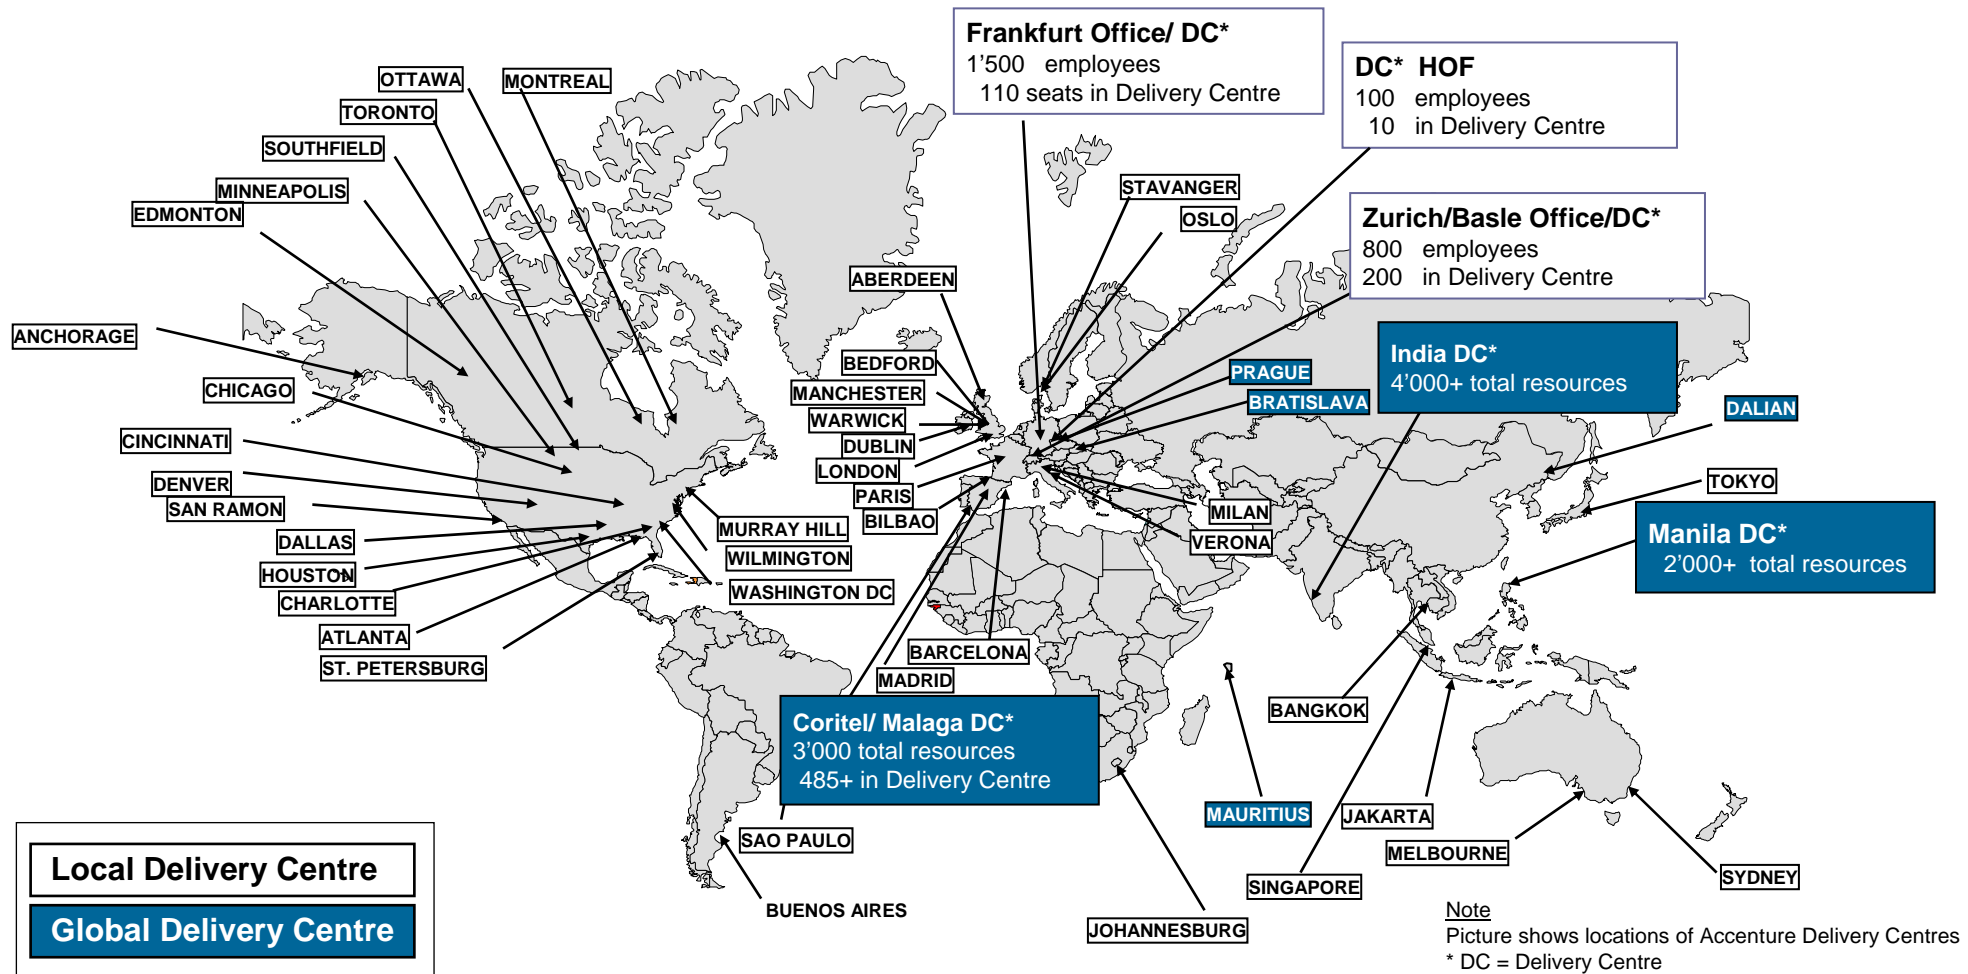 Frankfurt Office/ DC*
1’500 employees
110 seats in Delivery Centre
DC* HOF
100 employees
10 in Delivery Centre
Zurich/Basle Office/DC*
800 employees
200 in Delivery Centre
India DC*
4’000+ total resources
Manila DC*
2’000+ total resources
Coritel/ Malaga DC*
3’000 total resources
485+ in Delivery Centre
OTTAWA
MONTREAL
TORONTO
SOUTHFIELD
MINNEAPOLIS
EDMONTON
ANCHORAGE
CHICAGO
CINCINNATI
DENVER
SAN RAMON
DALLAS
HOUSTON
CHARLOTTE
ATLANTA
ST. PETERSBURG
MURRAY HILL
WILMINGTON
WASHINGTON DC
STAVANGER
OSLO
ABERDEEN
BEDFORD
MANCHESTER
WARWICK
DUBLIN
LONDON
PARIS
BILBAO
PRAGUE
BRATISLAVA
MILAN
VERONA
BARCELONA
MADRID
DALIAN
TOKYO
BANGKOK
MAURITIUS
JAKARTA
MELBOURNE
SINGAPORE
SYDNEY
JOHANNESBURG
SAO PAULO
BUENOS AIRES
Local Delivery Centre
Global Delivery Centre
Note
Picture shows locations of Accenture Delivery Centres
* DC = Delivery Centre